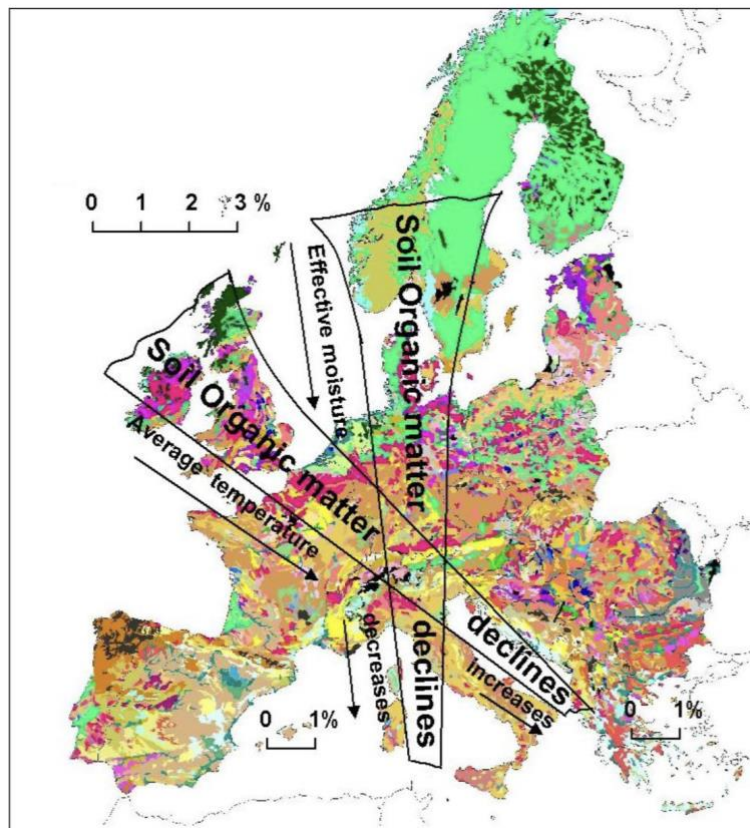 0 1 2 3 %
Effective moisture
decreases
Soil Organic matter
declines
Soil Organic matter
declines
Average temperature
increases
0 1%
0 1%